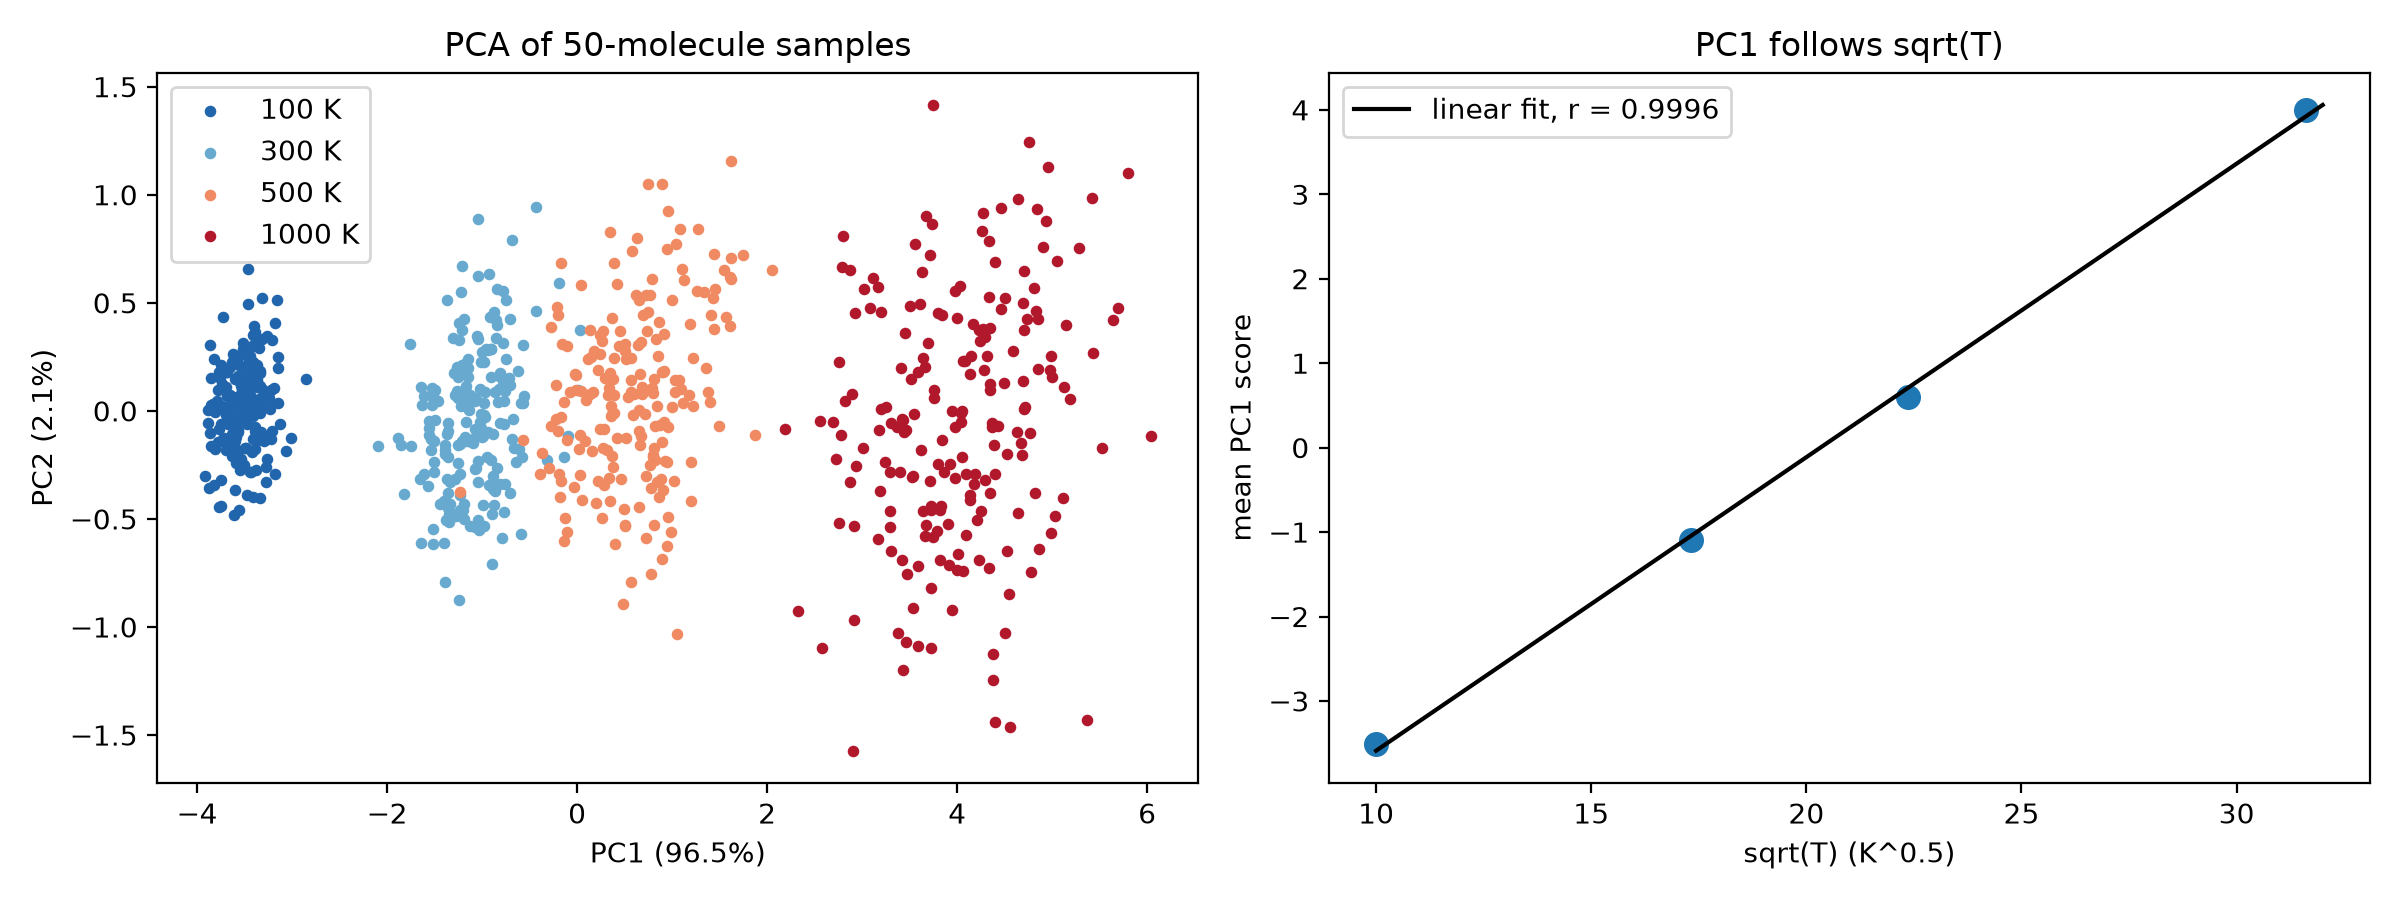 PCA of 50-molecule samples
100 K
300 K
500 K
1000 K
1.5
1.0
0.5
0.0
−0.5
−1.0
−1.5
PC2 (2.1%)
−4
−2
0
2
4
6
PC1 (96.5%)
PC1 follows sqrt(T)
linear fit, r = 0.9996
4
3
2
1
0
−1
−2
−3
mean PC1 score
10
15
20
25
30
sqrt(T) (K^0.5)